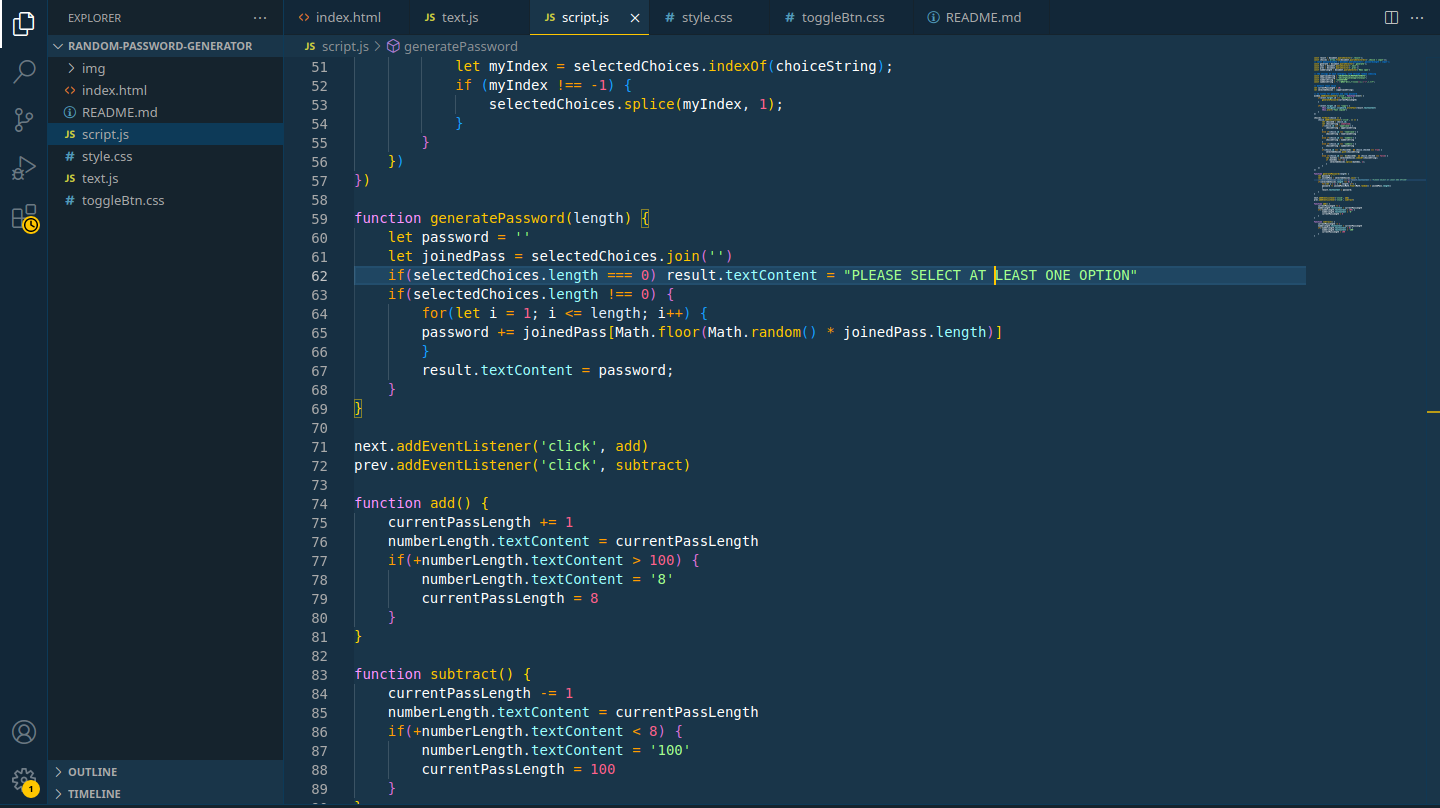 EXPLORER
RANDOM-PASSWORD-GENERATOR
img
<> index.html
README.md
JS script.js
# style.css
JS text.js
# toggleBtn.css
OUTLINE
TIMELINE
1
<> index.html JS text.js JS script.js × # style.css # toggleBtn.css README.md
JS script.js > generatePassword
51 let myIndex = selectedChoices.indexOf(choiceString);
52 if (myIndex !== -1) {
53 selectedChoices.splice(myIndex, 1);
54 }
55 }
56 })
57 })
58
59 function generatePassword(length) {
60 let password = ''
61 let joinedPass = selectedChoices.join('')
62 if(selectedChoices.length === 0) result.textContent = "PLEASE SELECT AT LEAST ONE OPTION"
63 if(selectedChoices.length !== 0) {
64 for(let i = 1; i <= length; i++) {
65 password += joinedPass[Math.floor(Math.random() * joinedPass.length)]
66 }
67 result.textContent = password;
68 }
69 }
70
71 next.addEventListener('click', add)
72 prev.addEventListener('click', subtract)
73
74 function add() {
75 currentPassLength += 1
76 numberLength.textContent = currentPassLength
77 if(+numberLength.textContent > 100) {
78 numberLength.textContent = '8'
79 currentPassLength = 8
80 }
81 }
82
83 function subtract() {
84 currentPassLength -= 1
85 numberLength.textContent = currentPassLength
86 if(+numberLength.textContent < 8) {
87 numberLength.textContent = '100'
88 currentPassLength = 100
89 }